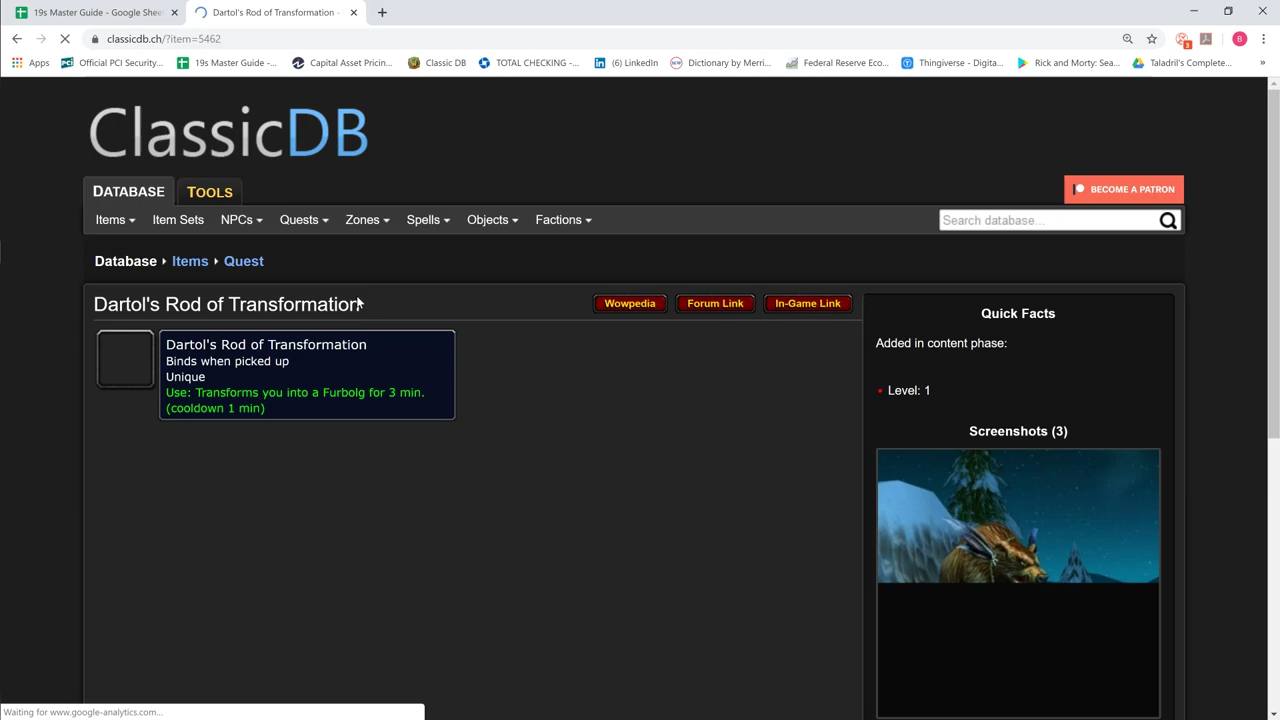 19s Master Guide - Google Shee
Dartol's Rod of Transformation -
classicdb.ch/?item=5462
3
B
Apps
Official PCI Security...
19s Master Guide -...
Capital Asset Pricin...
Classic DB
TOTAL CHECKING -...
(6) LinkedIn
Dictionary by Merri...
Federal Reserve Eco...
Thingiverse - Digita...
Rick and Morty: Sea...
Taladril's Complete...
ClassicDB
DATABASE
TOOLS
BECOME A PATRON
Items
Item Sets
NPCs
Quests
Zones
Spells
Objects
Factions
Search database...
Database
Items
Quest
Dartol's Rod of Transformation
Wowpedia
Forum Link
In-Game Link
Quick Facts
Dartol's Rod of Transformation
Binds when picked up
Unique
Use: Transforms you into a Furbolg for 3 min.
(cooldown 1 min)
Added in content phase:
Level: 1
Screenshots (3)
Waiting for www.google-analytics.com...